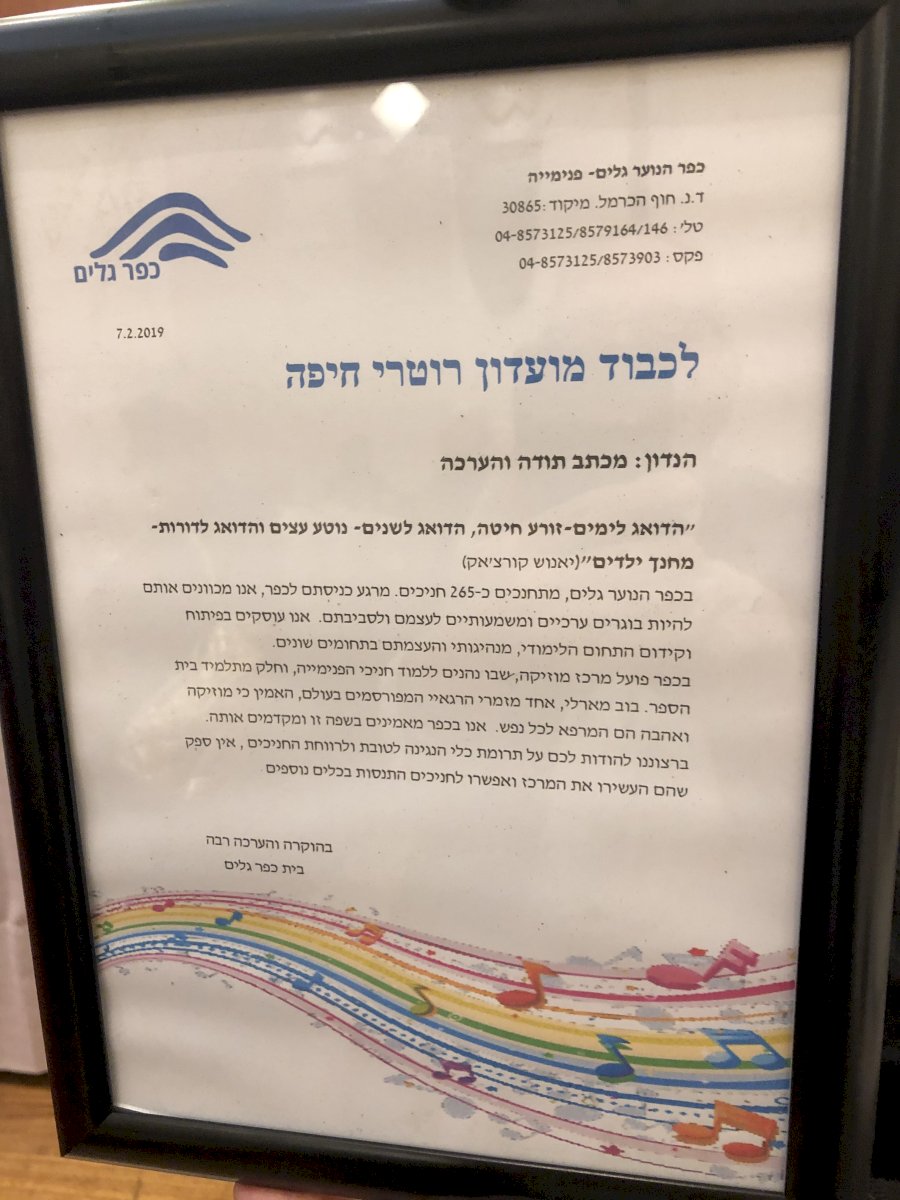 כפר הנוער גלים- פנימייה
ד.נ. חוף הכרמל. מיקוד :30865
טל׳ : 04-8573125/8579164/146
פקס : 04-8573125/8573903
כפר גלים
7.2.2019
לכבוד מועדון רוטרי חיפה
הנדון: מכתב תודה והערכה
״הדואג לימים-זורע חיטה, הדואג לשנים- נוטע עצים והדואג לדורות-
מחנך ילדים״(יאנוש קורצ׳אק)
בכפר הנוער גלים, מתחנכים כ-265 חניכים. מרגע כניסתם לכפר, אנו מכוונים אותם
להיות בוגרים ערכיים ומשמעותיים לעצמם ולסביבתם. אנו עוסקים בפיתוח
וקידום התחום הלימודי, מנהיגותי והעצמתם בתחומים שונים.
בכפר פועל מרכז מוזיקה, שבו נהנים ללמוד חניכי הפנימייה, וחלק מתלמיד בית
הספר. בוב מארלי, אחד מזמרי הרגאיי המפורסמים בעולם, האמין כי מוזיקה
ואהבה הם המרפא לכל נפש. אנו בכפר מאמינים בשפה זו ומקדמים אותה.
ברצוננו להודות לכם על תרומת כלי הנגינה לטובת ולרווחת החניכים , אין ספק
שהם העשירו את המרכז ואפשרו לחניכים התנסות בכלים נוספים
בהוקרה והערכה רבה
בית כפר גלים